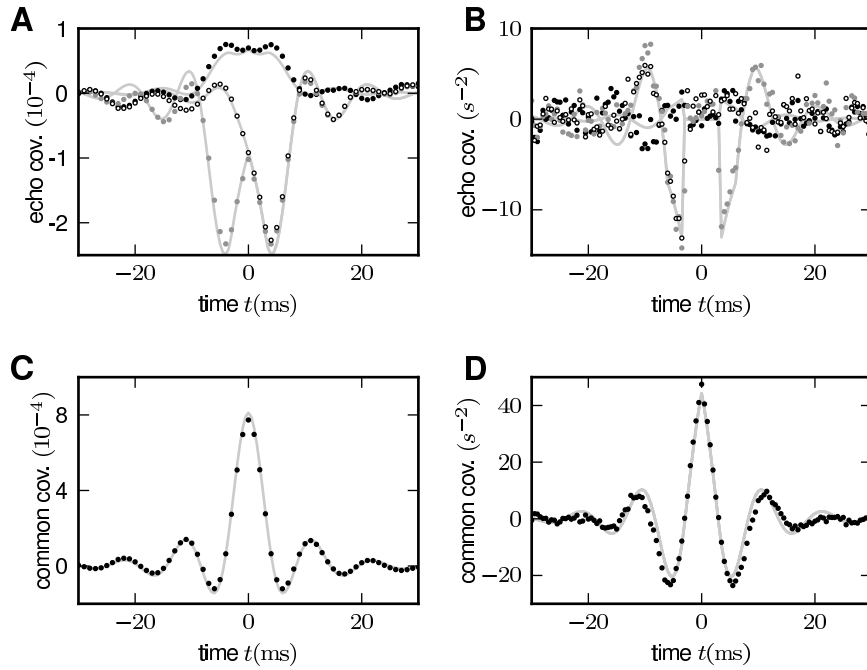 A
echo cov. (10⁻⁴)
1
0
−1
−2
−20 0 20
time t(ms)
B
echo cov. (s⁻²)
10
0
−10
−20 0 20
time t(ms)
C
common cov. (10⁻⁴)
8
4
0
−20 0 20
time t(ms)
D
common cov. (s⁻²)
40
20
0
−20
−20 0 20
time t(ms)